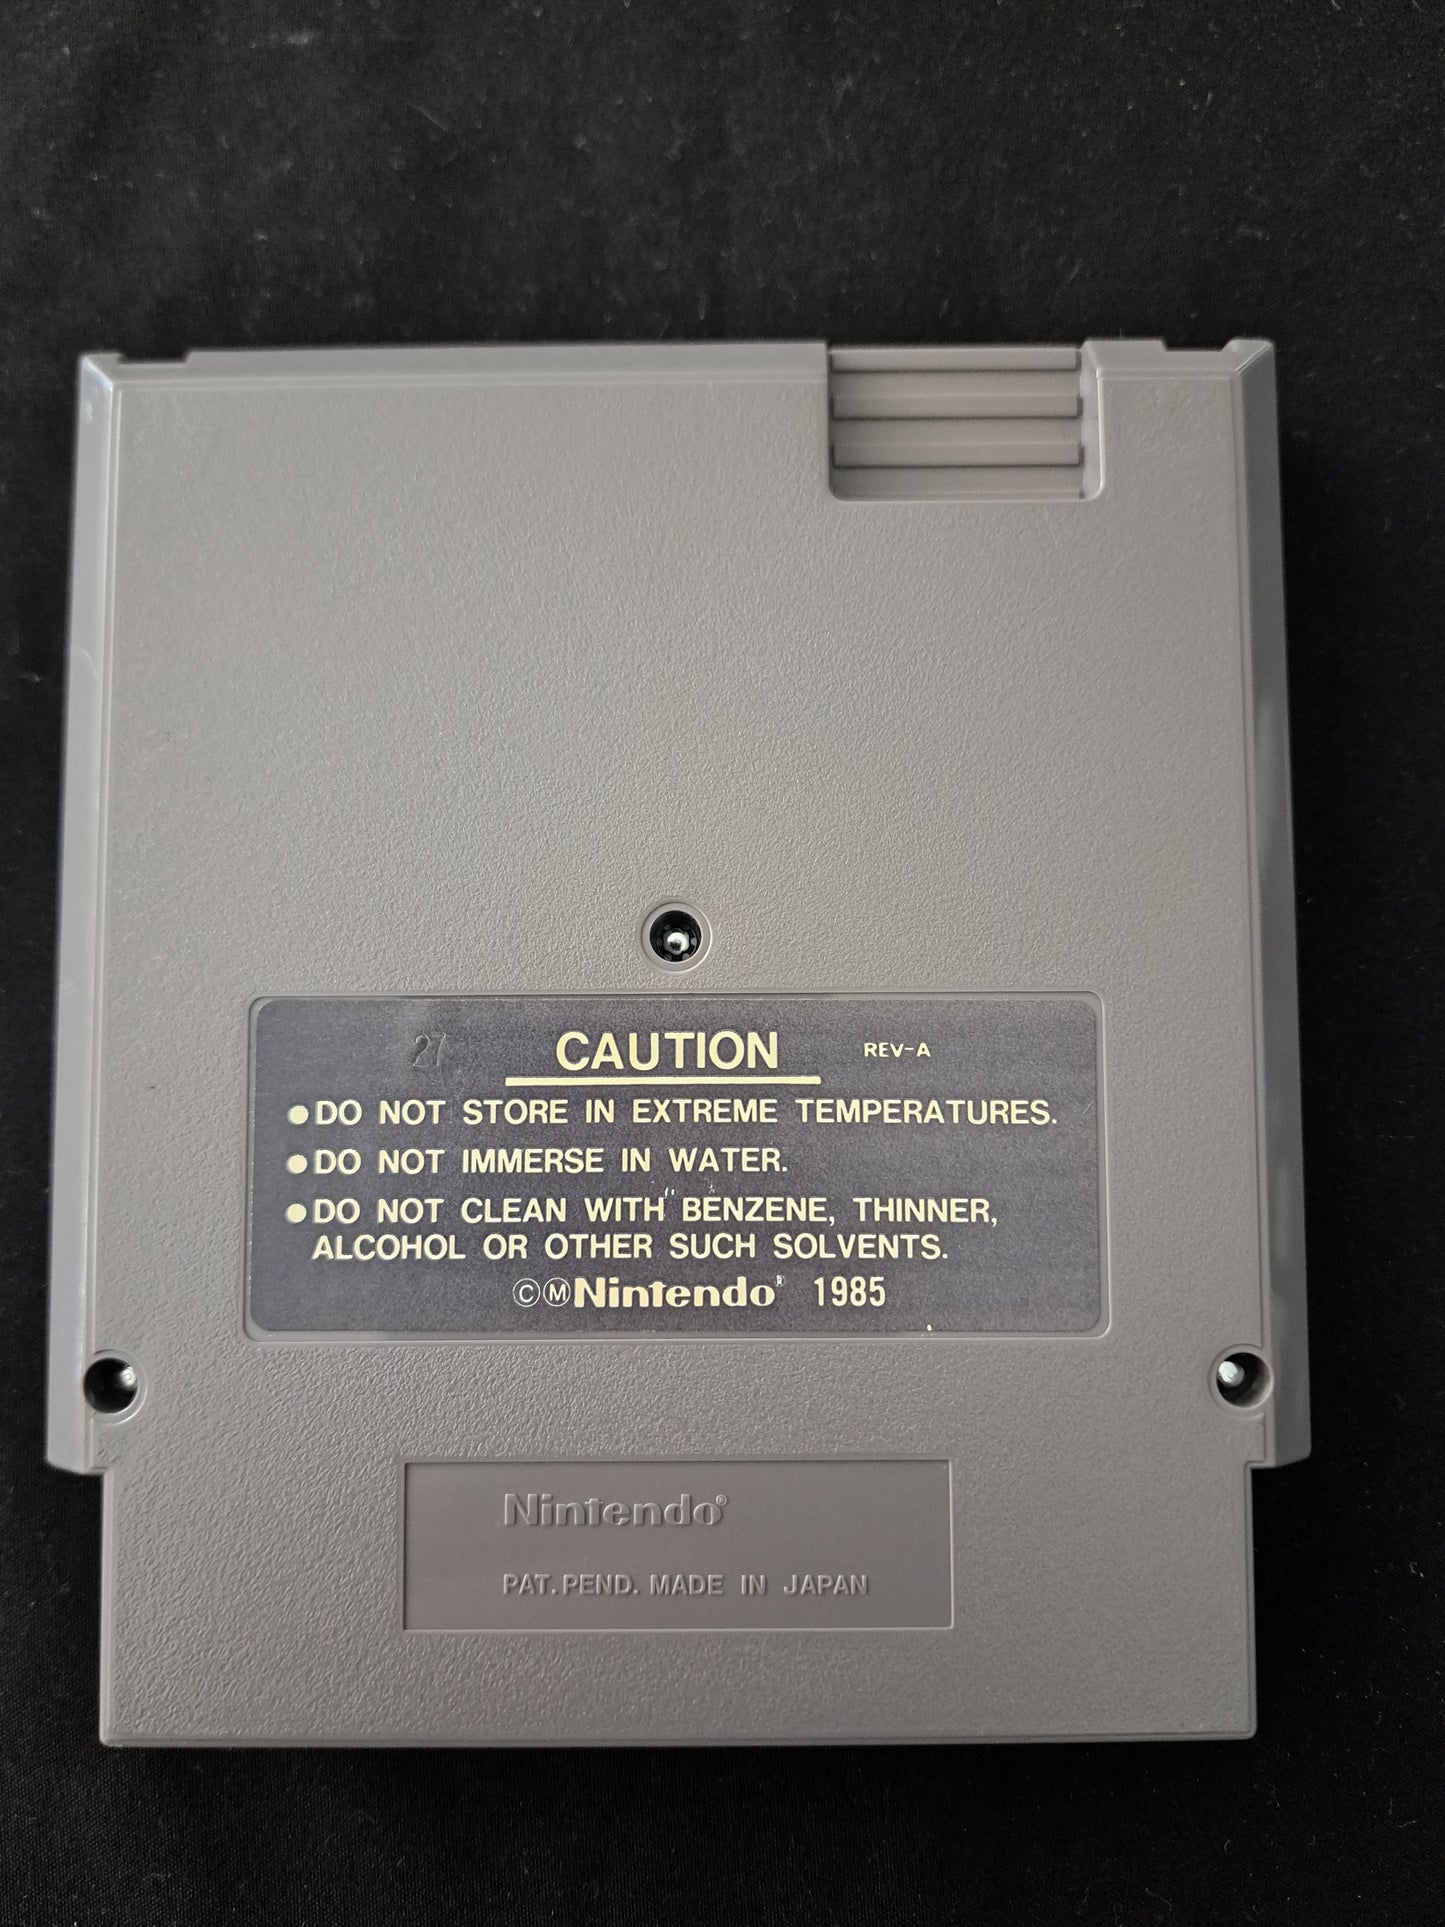 27
CAUTION REV-A
●DO NOT STORE IN EXTREME TEMPERATURES.
●DO NOT IMMERSE IN WATER.
●DO NOT CLEAN WITH BENZENE, THINNER,
ALCOHOL OR OTHER SUCH SOLVENTS.
ⒸⓂNintendo® 1985
Nintendo®
PAT. PEND. MADE IN JAPAN